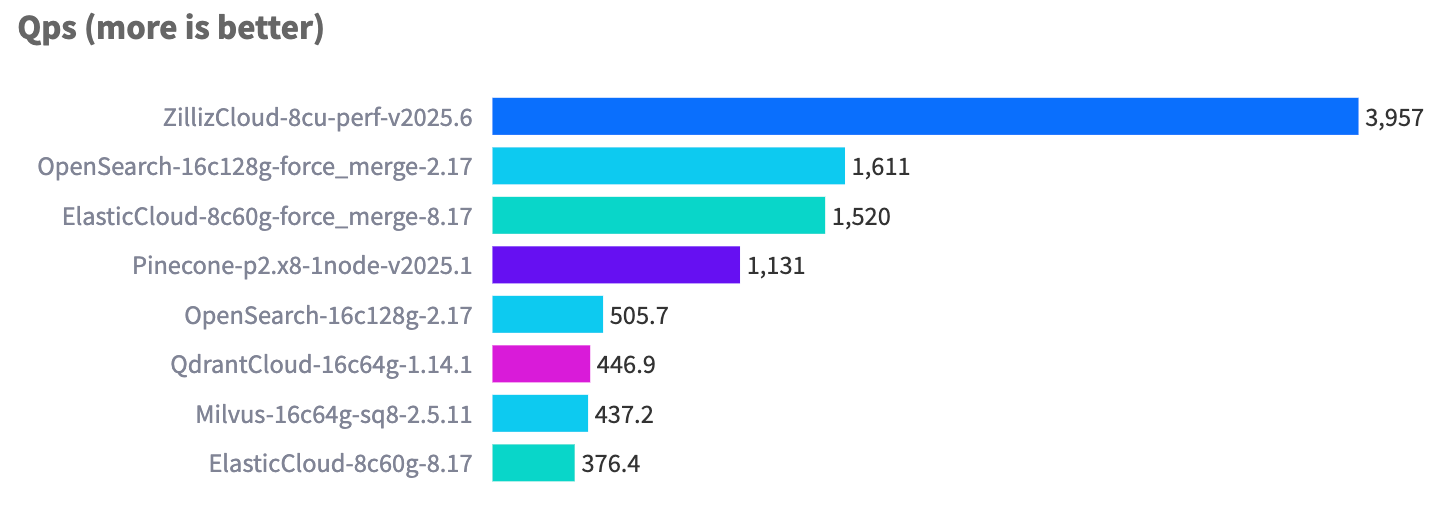 Qps (more is better)
ZillizCloud-8cu-perf-v2025.6 3,957
OpenSearch-16c128g-force_merge-2.17 1,611
ElasticCloud-8c60g-force_merge-8.17 1,520
Pinecone-p2.x8-1node-v2025.1 1,131
OpenSearch-16c128g-2.17 505.7
QdrantCloud-16c64g-1.14.1 446.9
Milvus-16c64g-sq8-2.5.11 437.2
ElasticCloud-8c60g-8.17 376.4